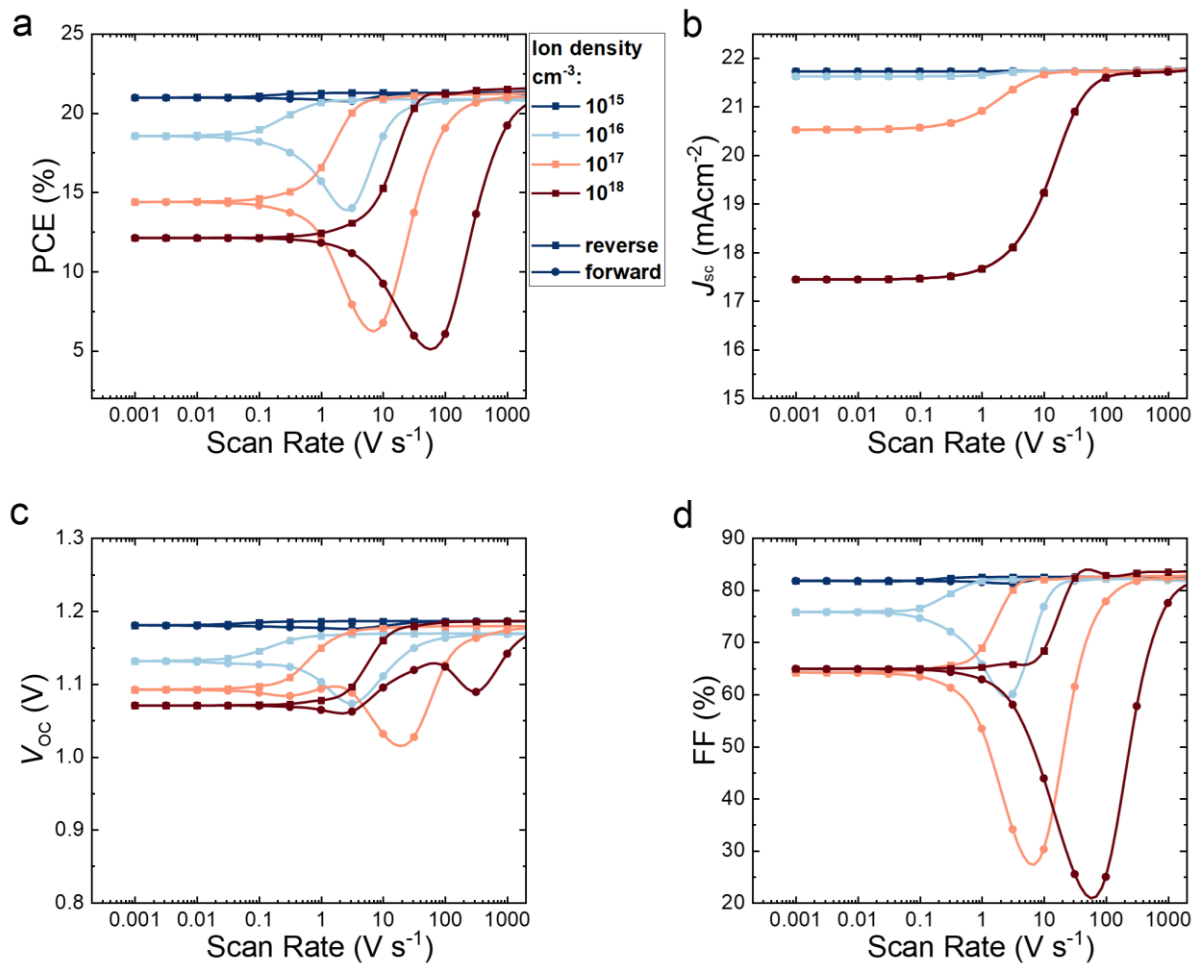 a
25
20
15
10
5
PCE (%)
0.001 0.01 0.1 1 10 100 1000
Scan Rate (V s⁻¹)
Ion density
cm⁻³:
10¹⁵
10¹⁶
10¹⁷
10¹⁸
reverse
forward
b
22
21
20
19
18
17
16
15
Jsc (mAcm⁻²)
0.001 0.01 0.1 1 10 100 1000
Scan Rate (V s⁻¹)
c
1.3
1.2
1.1
1.0
0.9
0.8
VOC (V)
0.001 0.01 0.1 1 10 100 1000
Scan Rate (V s⁻¹)
d
90
80
70
60
50
40
30
20
FF (%)
0.001 0.01 0.1 1 10 100 1000
Scan Rate (V s⁻¹)